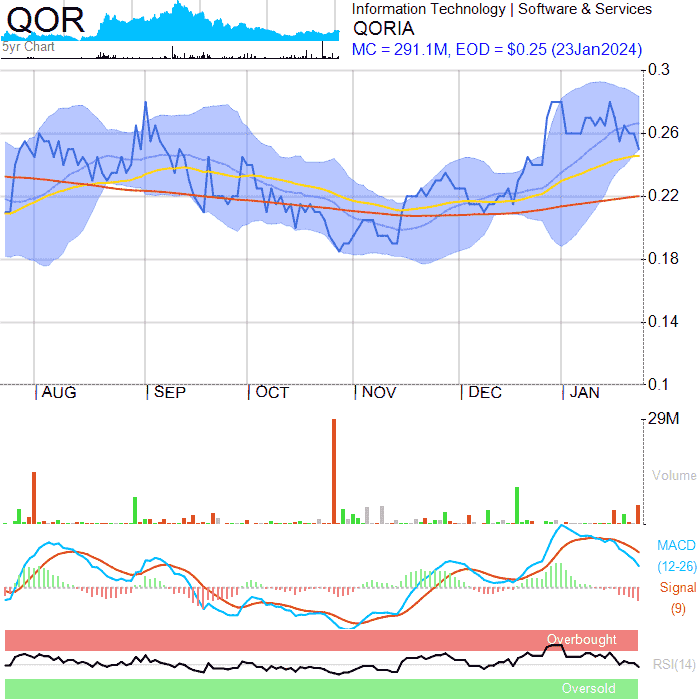 QOR
5yr Chart
Information Technology | Software & Services
QORIA
MC = 291.1M, EOD = $0.25 (23Jan2024)
0.3
0.26
0.22
0.18
0.14
0.1
AUG SEP OCT NOV DEC JAN
29M
Volume
MACD
(12-26)
Signal
(9)
Overbought
RSI(14)
Oversold